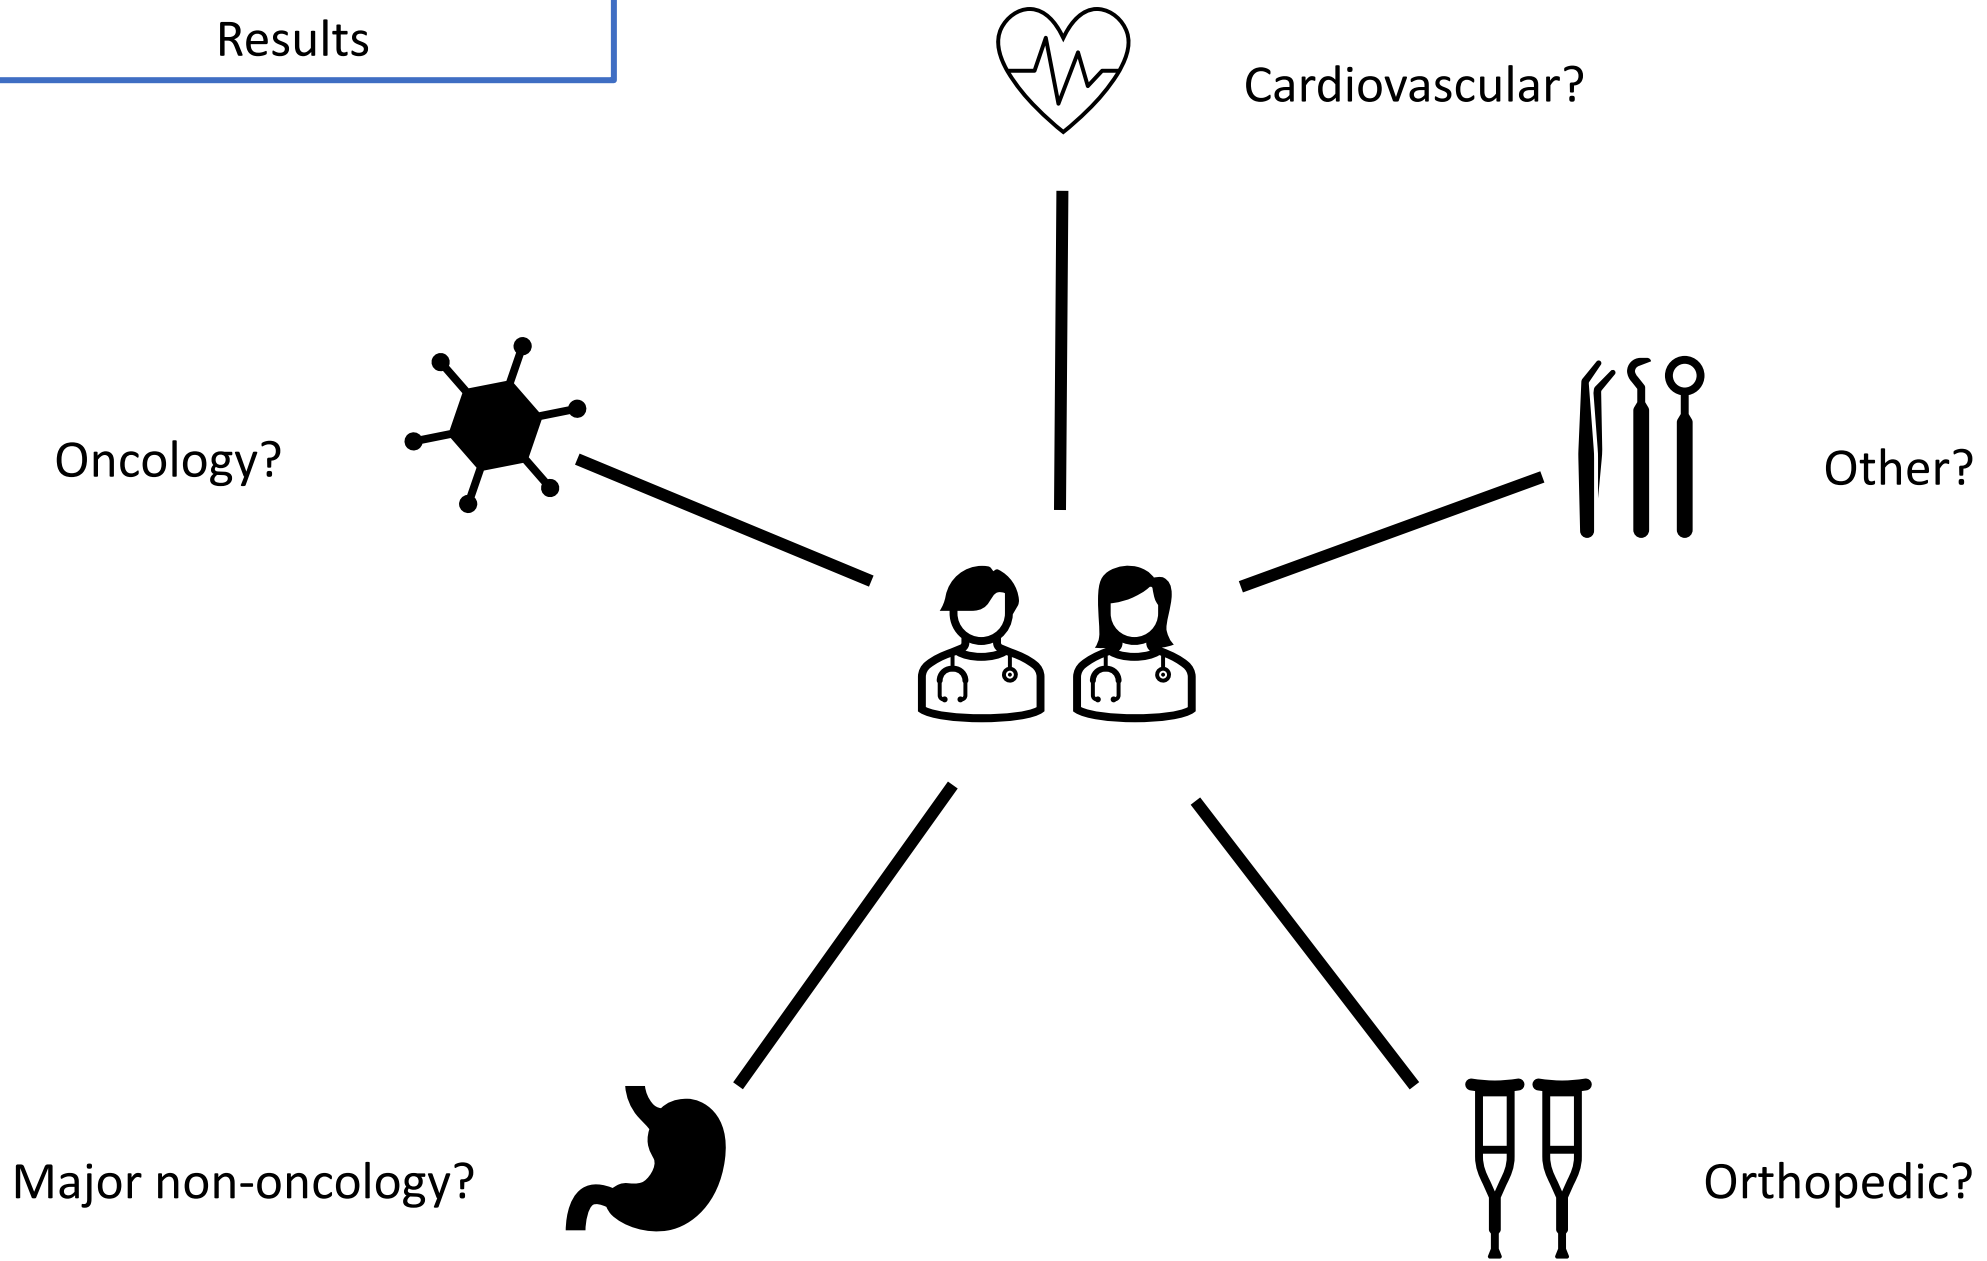 Results
Cardiovascular?
Oncology?
Other?
Major non-oncology?
Orthopedic?